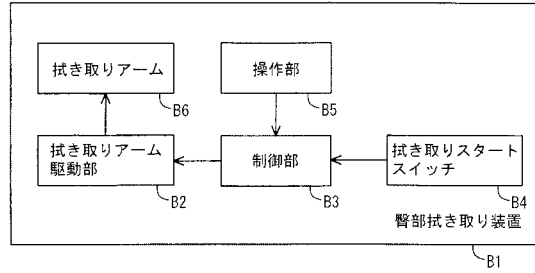 拭き取りアーム
B6
操作部
B5
拭き取りアーム
駆動部
B2
制御部
B3
拭き取りスタート
スイッチ
B4
臀部拭き取り装置
B1